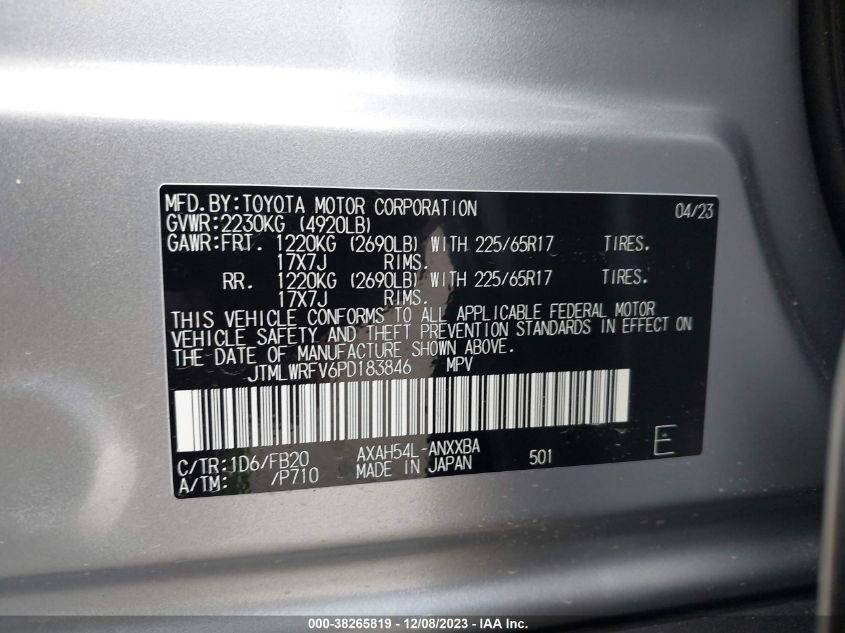 MFD.BY:TOYOTA MOTOR CORPORATION 04/23
GVWR:2230KG (4920LB)
GAWR:FRT. 1220KG (2690LB) WITH 225/65R17 TIRES.
17X7J RIMS.
RR. 1220KG (2690LB) WITH 225/65R17 TIRES.
17X7J RIMS.
THIS VEHICLE CONFORMS TO ALL APPLICABLE FEDERAL MOTOR
VEHICLE SAFETY AND THEFT PREVENTION STANDARDS IN EFFECT ON
THE DATE OF MANUFACTURE SHOWN ABOVE.
JTMLWRFV6PD183846 MPV
C/TR:1D6/FB20 AXAH54L-ANXXBA 501 E
A/TM: /P710 MADE IN JAPAN
000-38265819 - 12/08/2023 - IAA Inc.